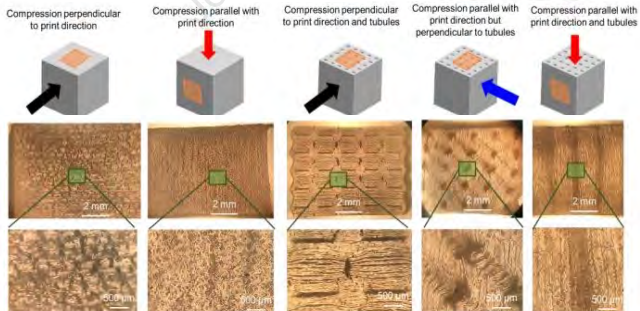 Compression perpendicular
to print direction
Compression parallel with
print direction
Compression perpendicular
to print direction and tubules
Compression parallel with
print direction but
perpendicular to tubules
Compression parallel with
print direction and tubules
2 mm
2 mm
2 mm
2 mm
2 mm
500 µm
500 µm
500 µm
500 µm
500 µm